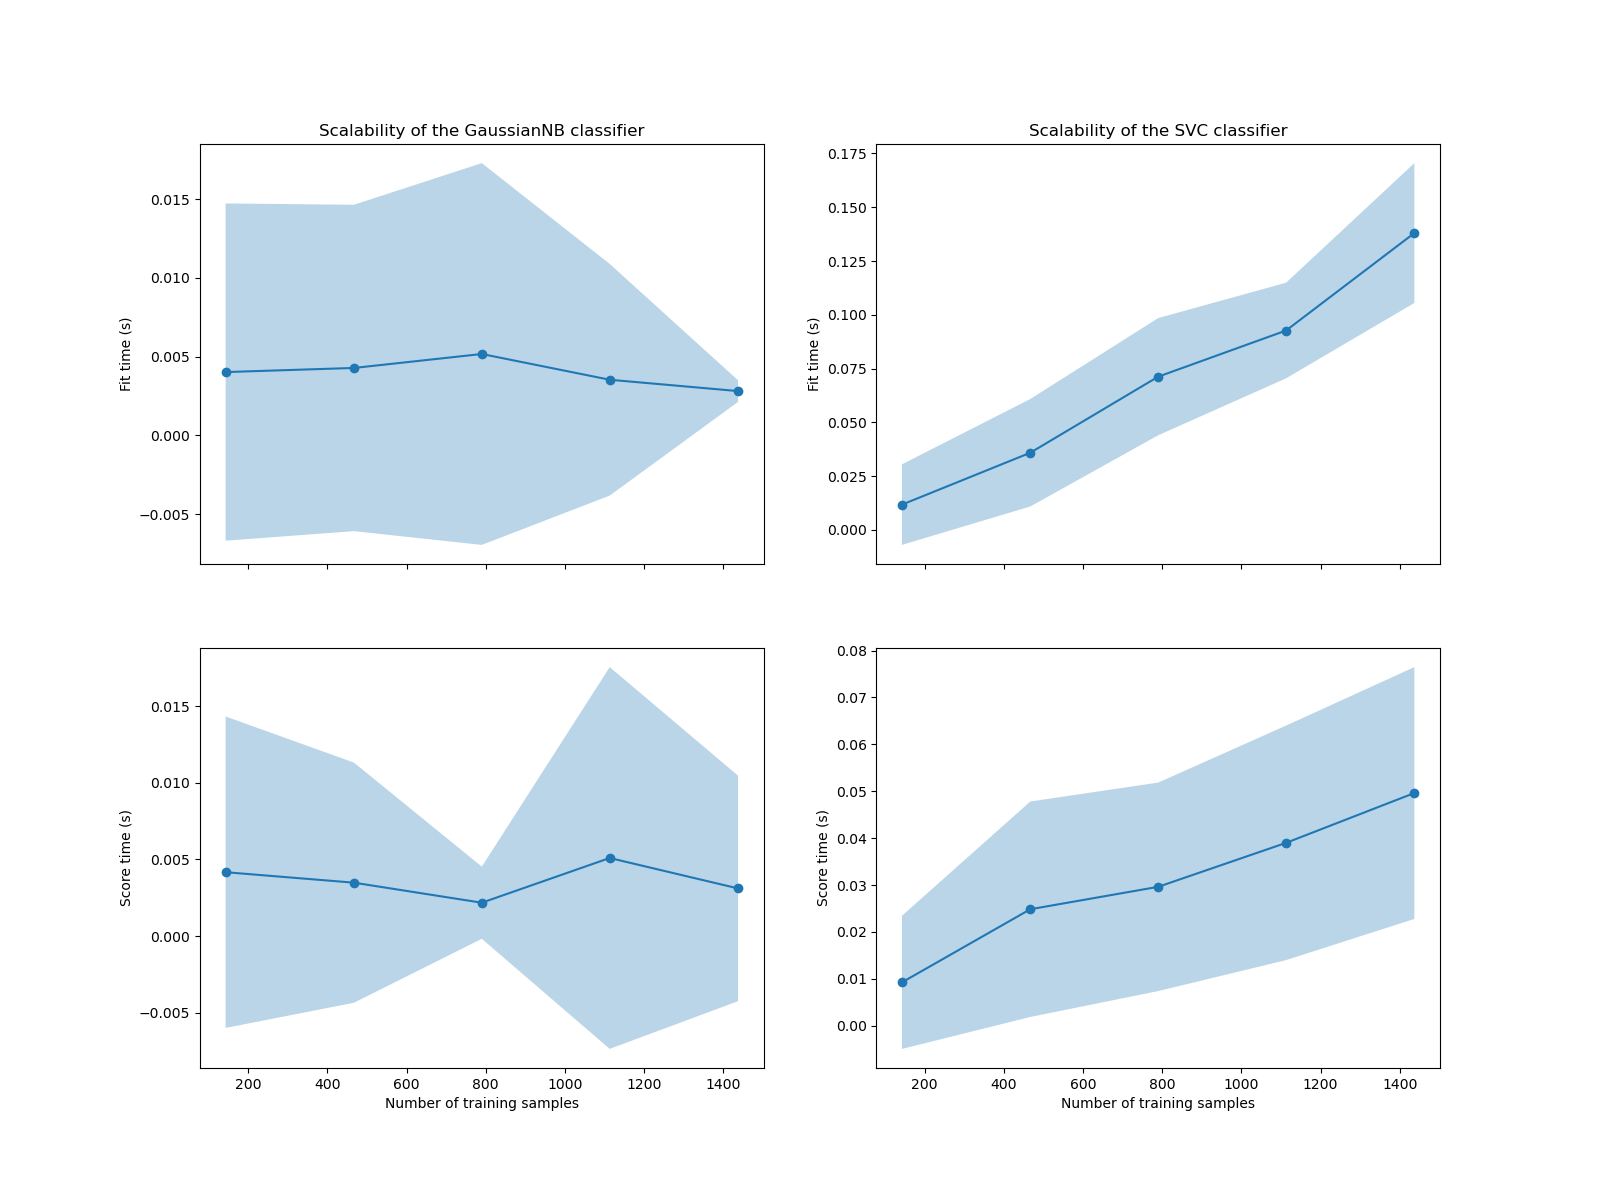 Scalability of the GaussianNB classifier
0.015
0.010
0.005
0.000
−0.005
Fit time (s)
Scalability of the SVC classifier
0.175
0.150
0.125
0.100
0.075
0.050
0.025
0.000
Fit time (s)
0.015
0.010
0.005
0.000
−0.005
Score time (s)
200 400 600 800 1000 1200 1400
Number of training samples
0.08
0.07
0.06
0.05
0.04
0.03
0.02
0.01
0.00
Score time (s)
200 400 600 800 1000 1200 1400
Number of training samples